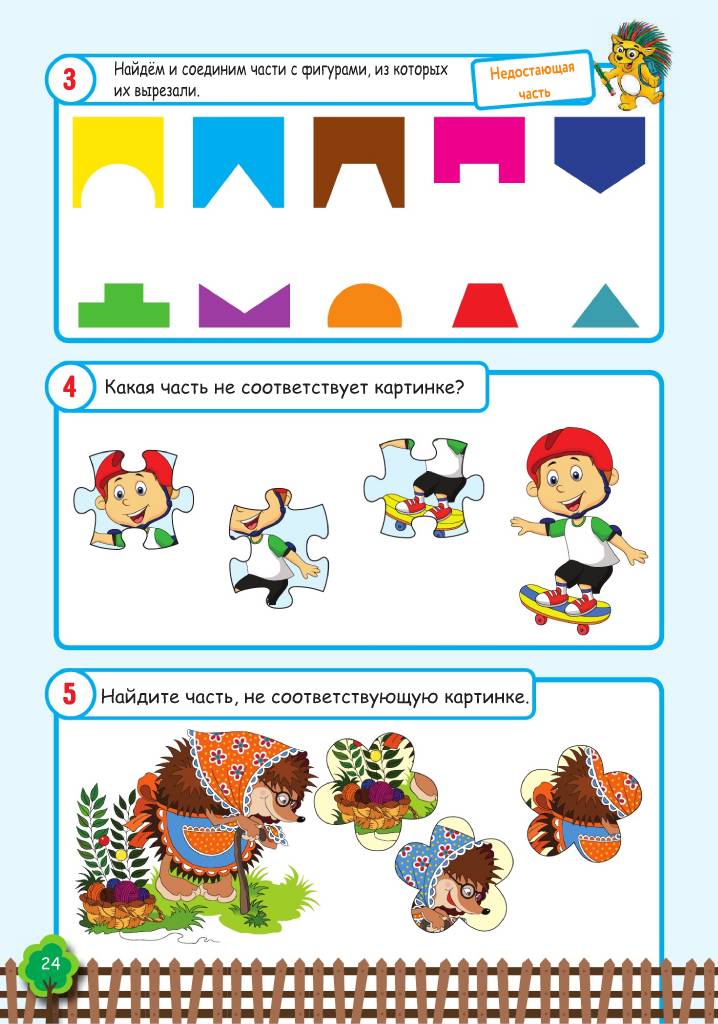 3
Найдём и соединим части с фигурами, из которых
их вырезали.
Недостающая
часть
4
Какая часть не соответствует картинке?
5
Найдите часть, не соответствующую картинке.
24